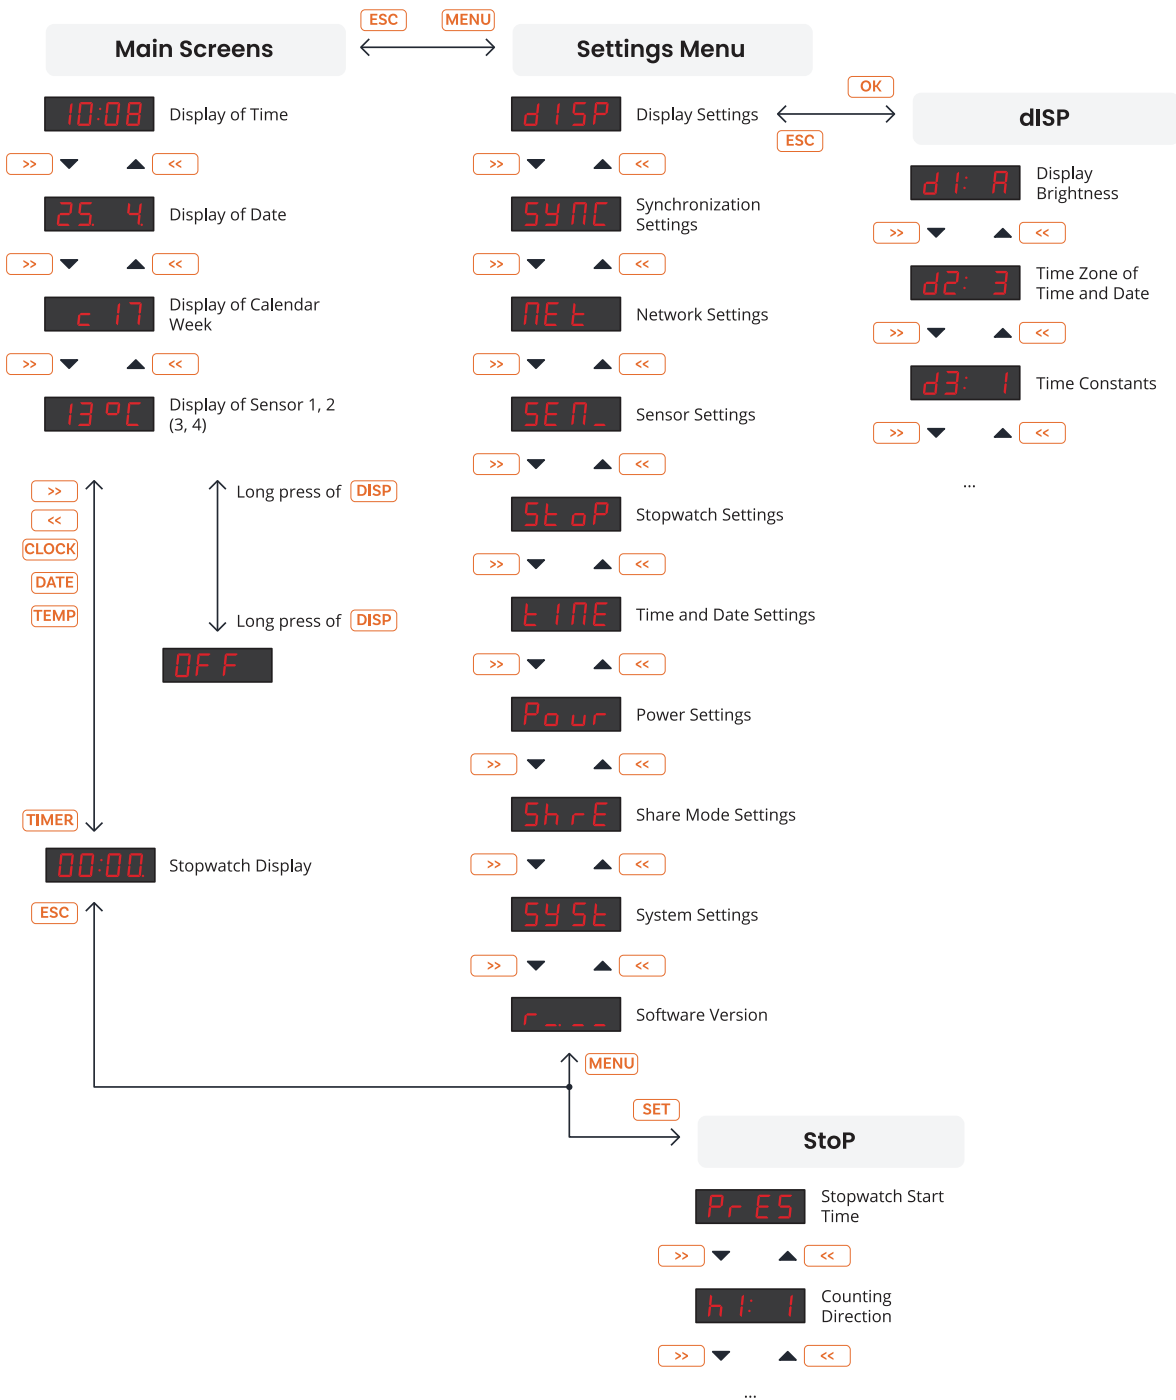 ESC MENU
Main Screens
Settings Menu
10:08 Display of Time
>> <<
25. 4. Display of Date
>> <<
c 17 Display of Calendar
Week
>> <<
13 °C Display of Sensor 1, 2
(3, 4)
>>
<<
CLOCK
DATE
TEMP
Long press of DISP
Long press of DISP
OFF
TIMER
00:00. Stopwatch Display
ESC
dISP Display Settings
>> <<
SYNC Synchronization
Settings
>> <<
NEt Network Settings
>> <<
SEN_ Sensor Settings
>> <<
StoP Stopwatch Settings
>> <<
tIME Time and Date Settings
>> <<
Pour Power Settings
>> <<
ShrE Share Mode Settings
>> <<
SYSt System Settings
>> <<
r_._ _ Software Version
MENU
SET
OK
ESC
dISP
d1: A Display
Brightness
>> <<
d2: 3 Time Zone of
Time and Date
>> <<
d3: 1 Time Constants
>> <<
...
StoP
PrES Stopwatch Start
Time
>> <<
h1: 1 Counting
Direction
>> <<
...